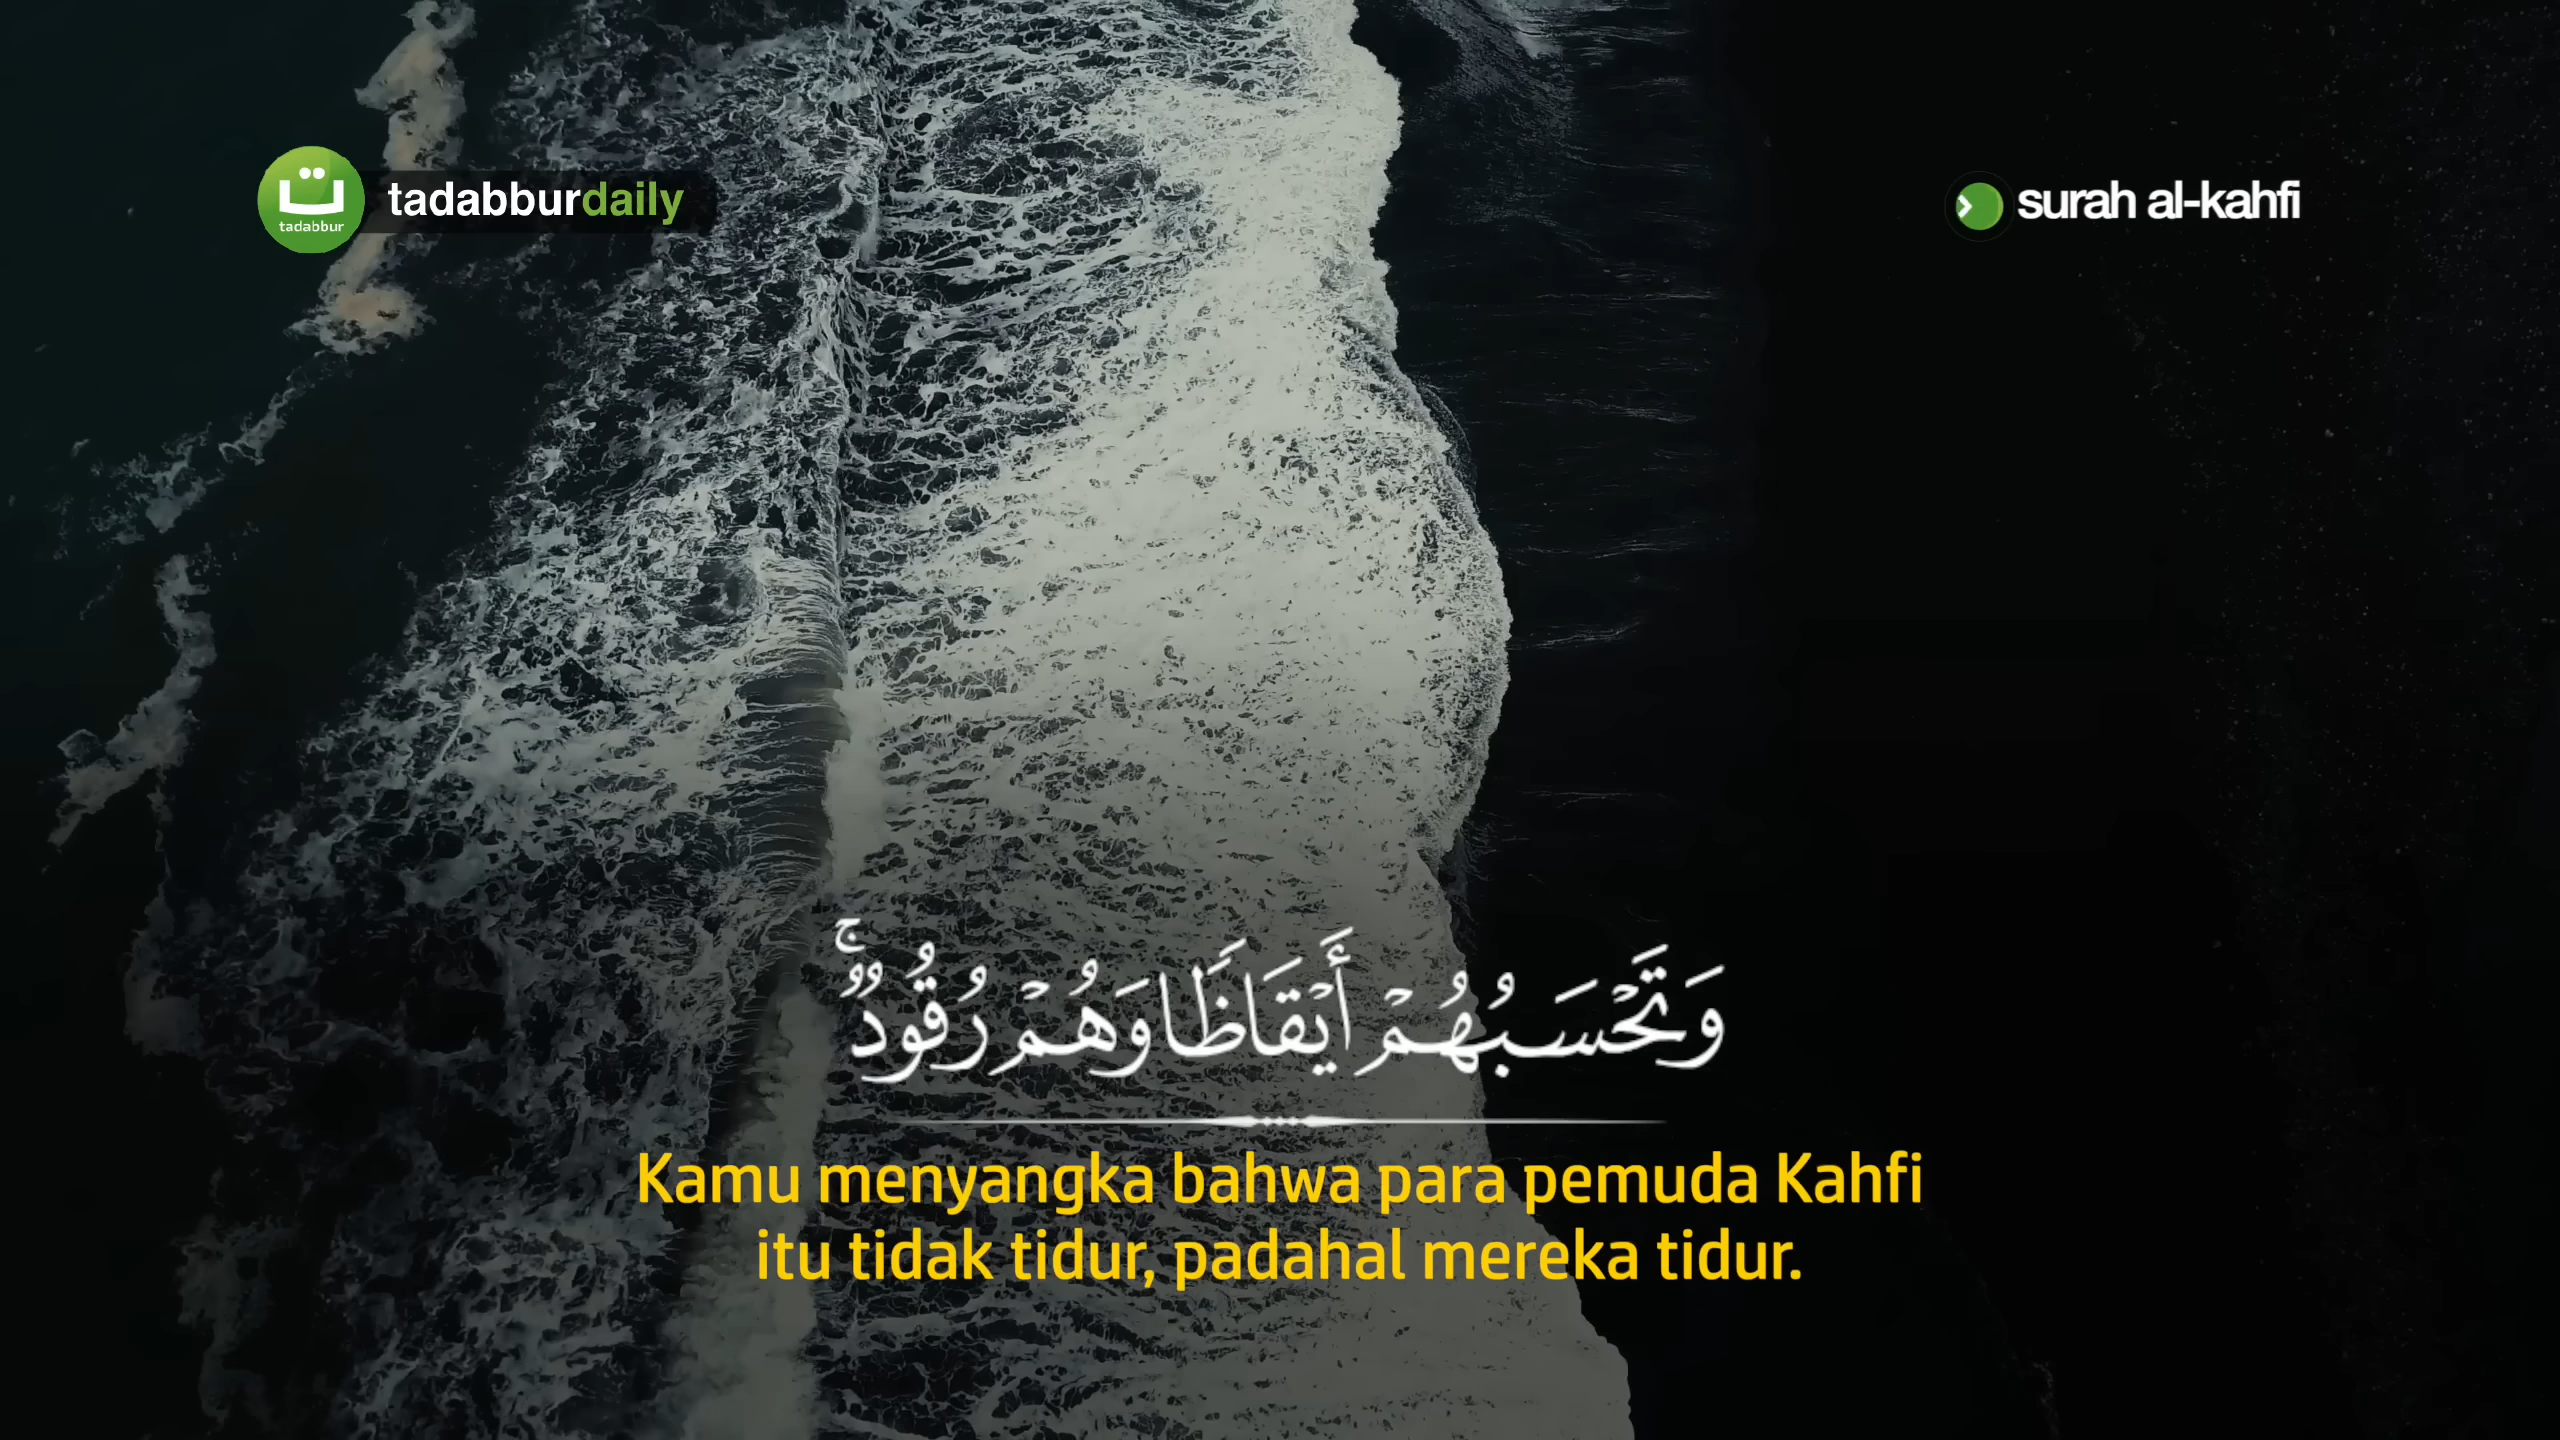 ت
tadabbur
tadabburdaily
surah al-kahfi
وَتَحْسَبُهُمْ أَيْقَاظًا وَهُمْ رُقُودٌ ۚ
Kamu menyangka bahwa para pemuda Kahfi
itu tidak tidur, padahal mereka tidur.